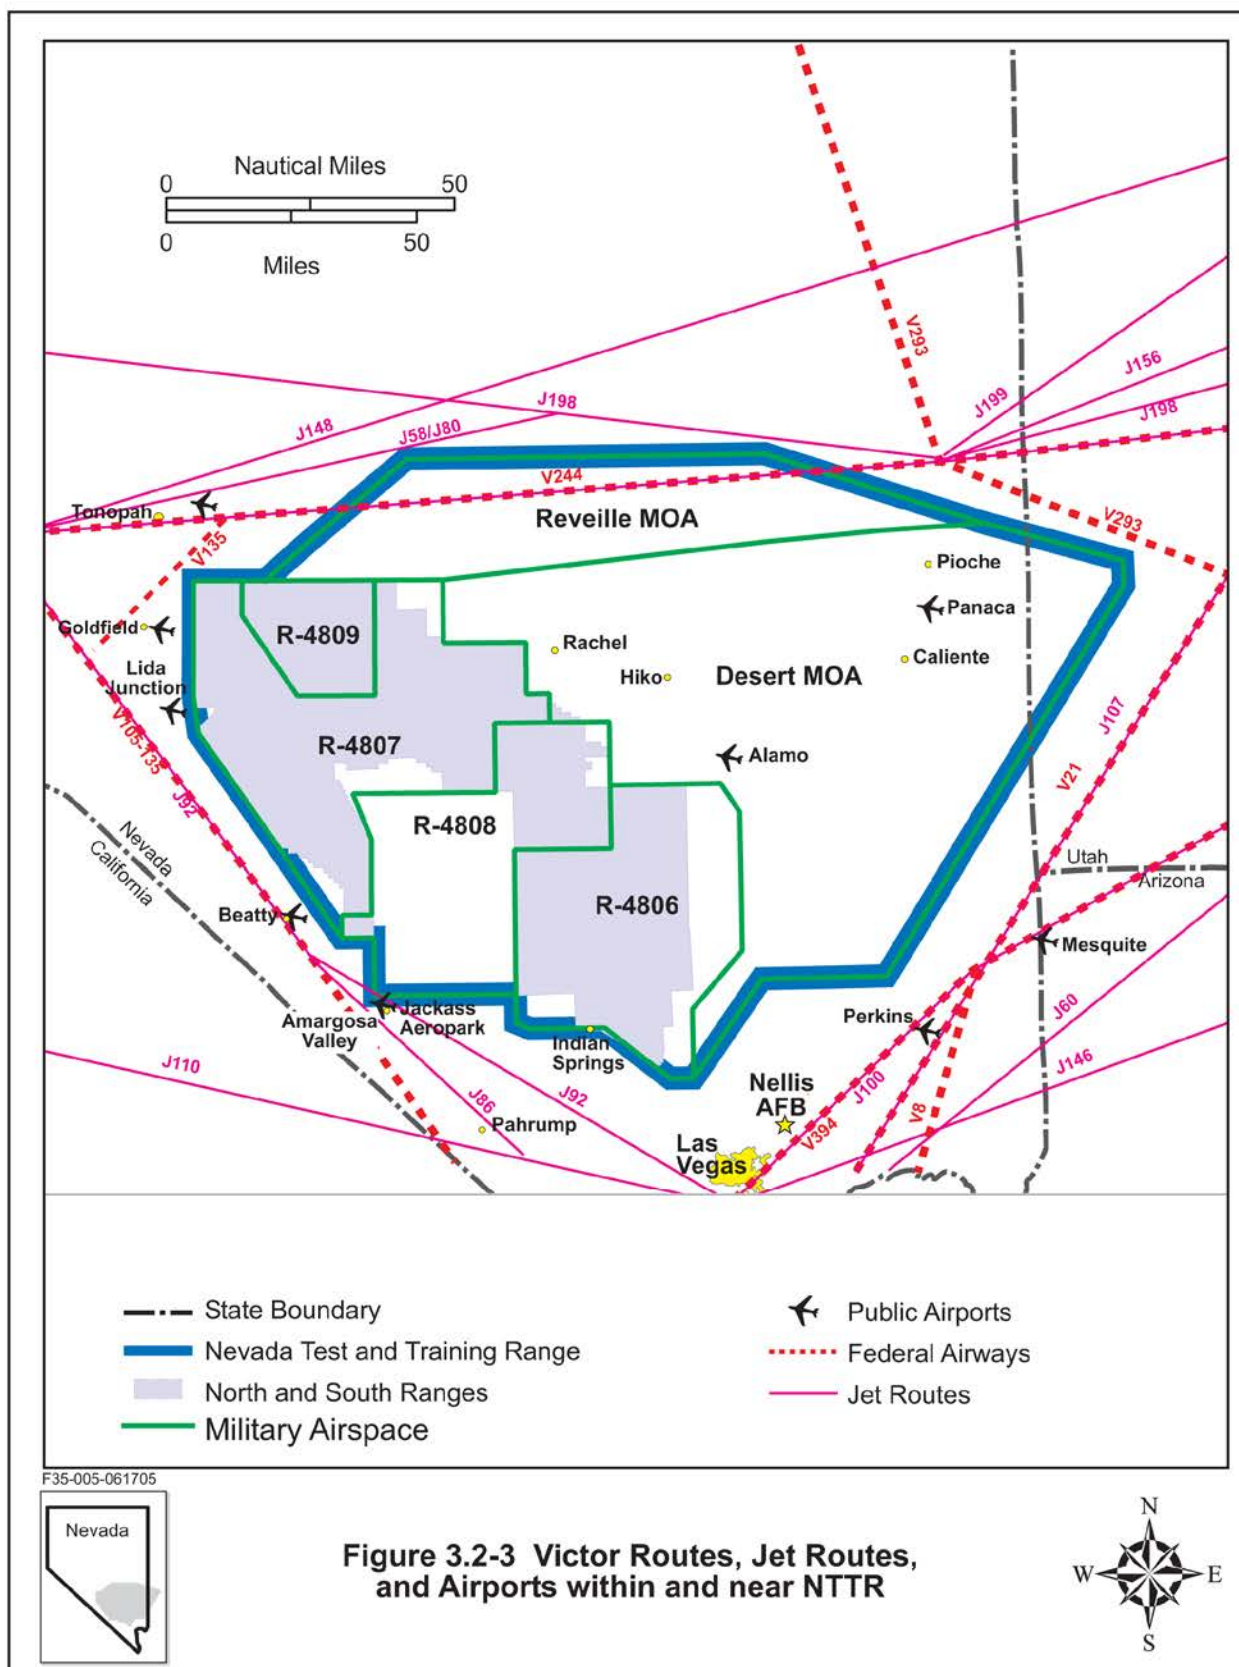 Nautical Miles
0 50
0 50
Miles
V293
J199
J156
J198
J198
J148
J58/J80
V244
Tonopah
Reveille MOA
V135
V293
Pioche
Panaca
Goldfield
R-4809
Rachel
Caliente
Lida
Junction
Hiko
Desert MOA
J107
V105-135
R-4807
Alamo
V21
J92
R-4808
Nevada
California
Utah
Arizona
Beatty
R-4806
Mesquite
Jackass
Aeropark
Amargosa
Valley
Perkins
J60
Indian
Springs
J110
J146
J86
J92
Nellis
AFB
J100
V8
Pahrump
V394
Las
Vegas
State Boundary
Nevada Test and Training Range
North and South Ranges
Military Airspace
Public Airports
Federal Airways
Jet Routes
F35-005-061705
Nevada
Figure 3.2-3 Victor Routes, Jet Routes,
and Airports within and near NTTR
N
W E
S